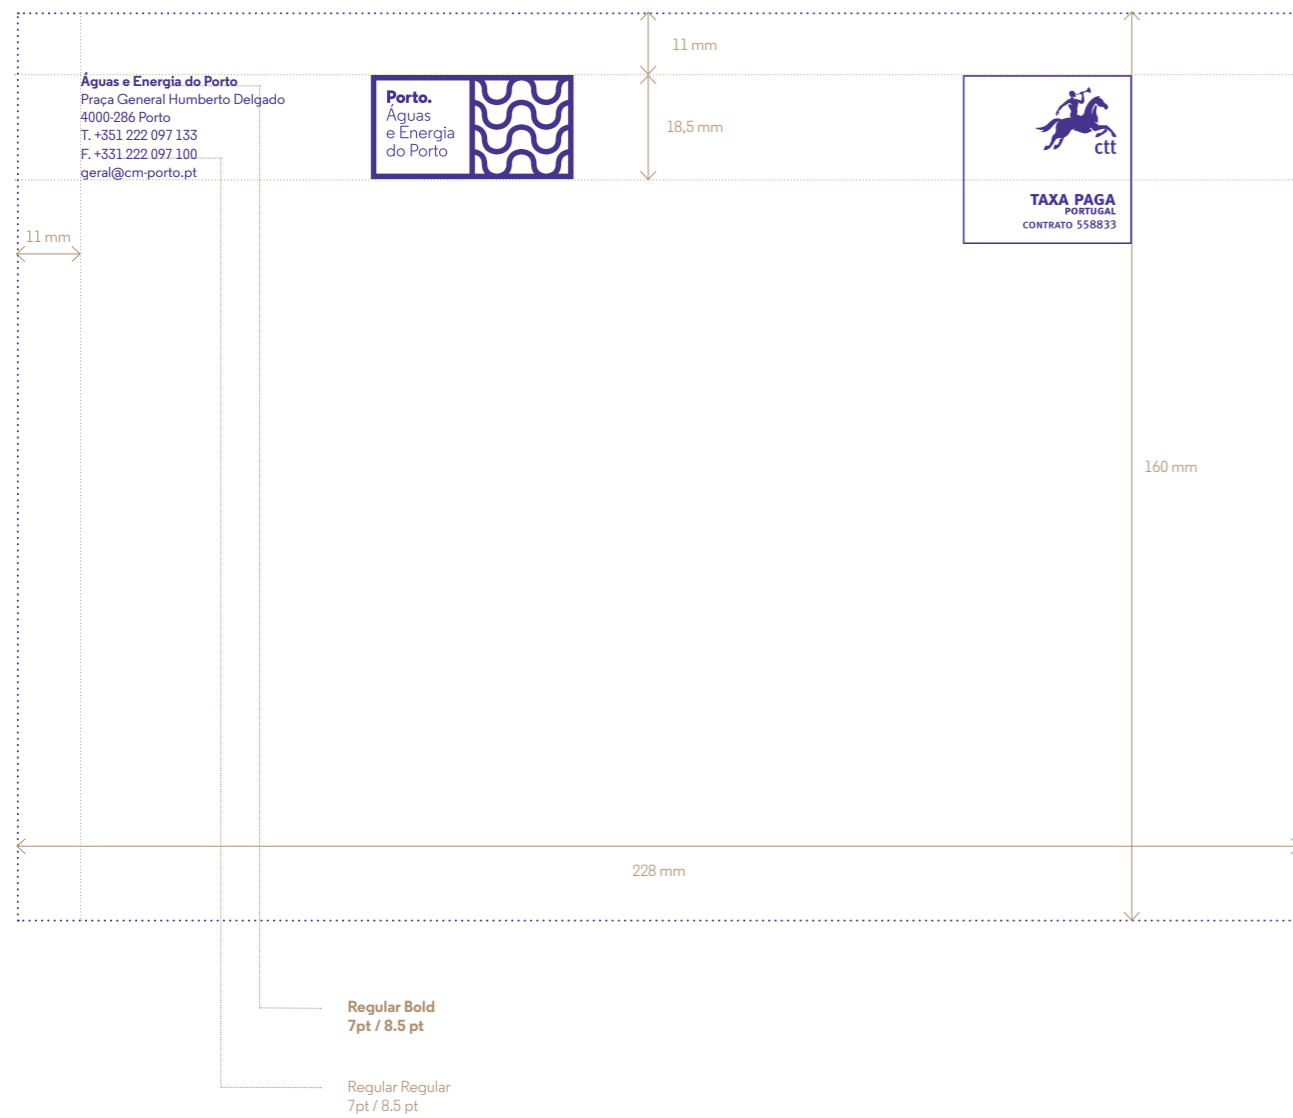 11 mm
Águas e Energia do Porto
Praça General Humberto Delgado
4000-286 Porto
T. +351 222 097 133
F. +331 222 097 100
geral@cm-porto.pt
Porto.
Águas
e Energia
do Porto
18,5 mm
ctt
TAXA PAGA
PORTUGAL
CONTRATO 558833
11 mm
160 mm
228 mm
Regular Bold
7pt / 8.5 pt
Regular Regular
7pt / 8.5 pt